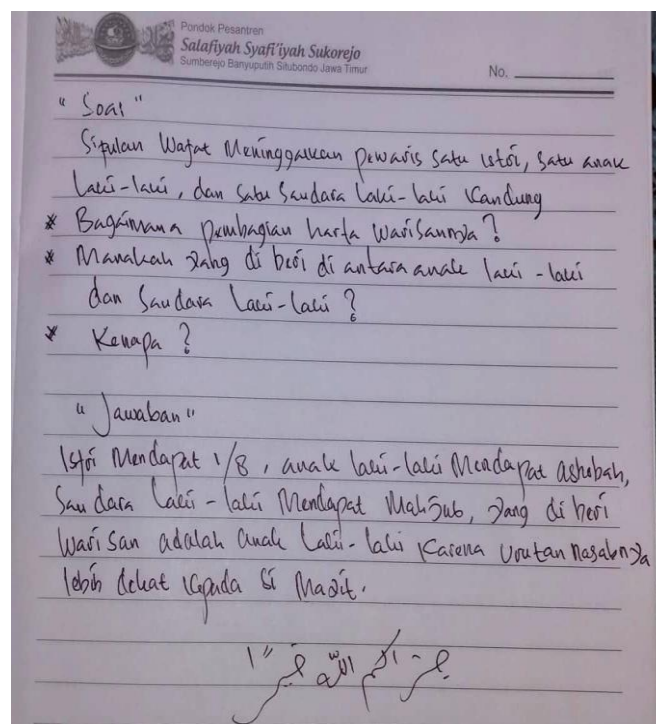 Pondok Pesantren
Salafiyah Syafi'iyah Sukorejo
Sumberejo Banyuputih Situbondo Jawa Timur
No.
" Soal "
Sipulan Wafat Meninggalkan pewaris satu istri, satu anak
laki-laki, dan satu saudara laki-laki kandung
* Bagaimana pembagian harta warisannya?
* Manakah yang di beri di antara anak laki-laki
dan saudara laki-laki?
* Kenapa?
" Jawaban "
Istri Mendapat 1/8, anak laki-laki Mendapat ashobah,
Saudara laki-laki Mendapat Mahjub, yang di beri
Warisan adalah anak laki-laki karena urutan nasabnya
lebih dekat kepada si Mayit.